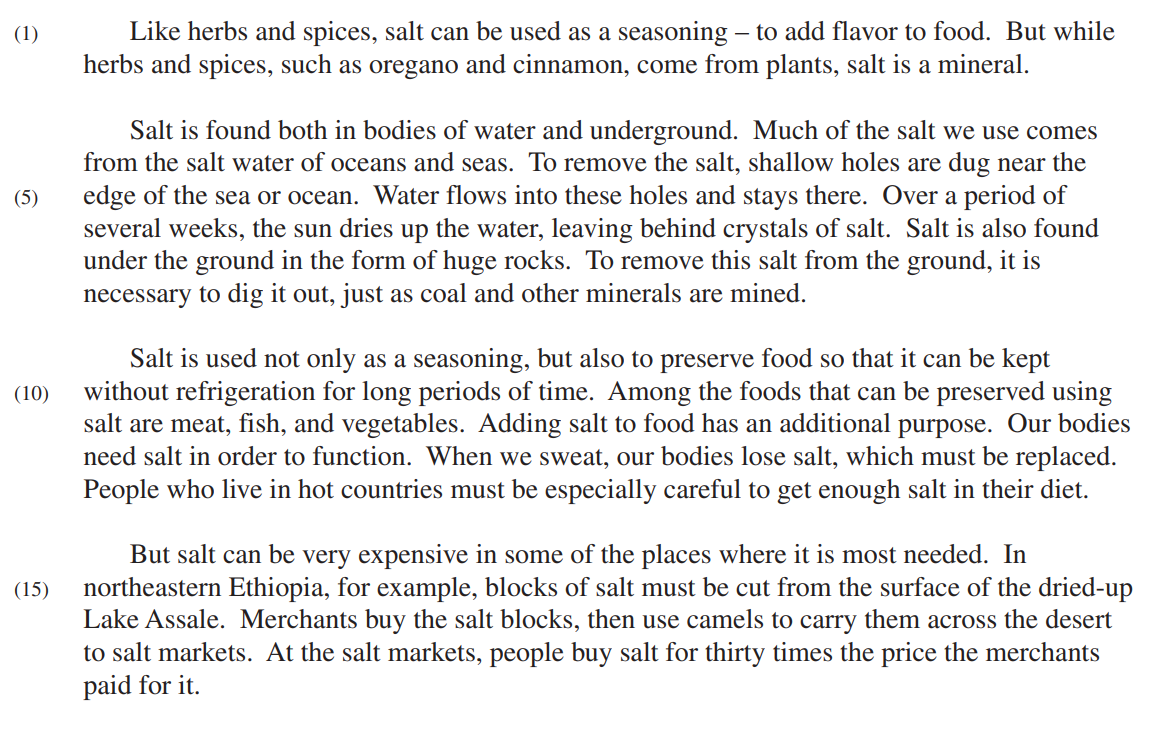 (1) Like herbs and spices, salt can be used as a seasoning – to add flavor to food. But while
herbs and spices, such as oregano and cinnamon, come from plants, salt is a mineral.
Salt is found both in bodies of water and underground. Much of the salt we use comes
from the salt water of oceans and seas. To remove the salt, shallow holes are dug near the
(5) edge of the sea or ocean. Water flows into these holes and stays there. Over a period of
several weeks, the sun dries up the water, leaving behind crystals of salt. Salt is also found
under the ground in the form of huge rocks. To remove this salt from the ground, it is
necessary to dig it out, just as coal and other minerals are mined.
Salt is used not only as a seasoning, but also to preserve food so that it can be kept
(10) without refrigeration for long periods of time. Among the foods that can be preserved using
salt are meat, fish, and vegetables. Adding salt to food has an additional purpose. Our bodies
need salt in order to function. When we sweat, our bodies lose salt, which must be replaced.
People who live in hot countries must be especially careful to get enough salt in their diet.
But salt can be very expensive in some of the places where it is most needed. In
(15) northeastern Ethiopia, for example, blocks of salt must be cut from the surface of the dried-up
Lake Assale. Merchants buy the salt blocks, then use camels to carry them across the desert
to salt markets. At the salt markets, people buy salt for thirty times the price the merchants
paid for it.